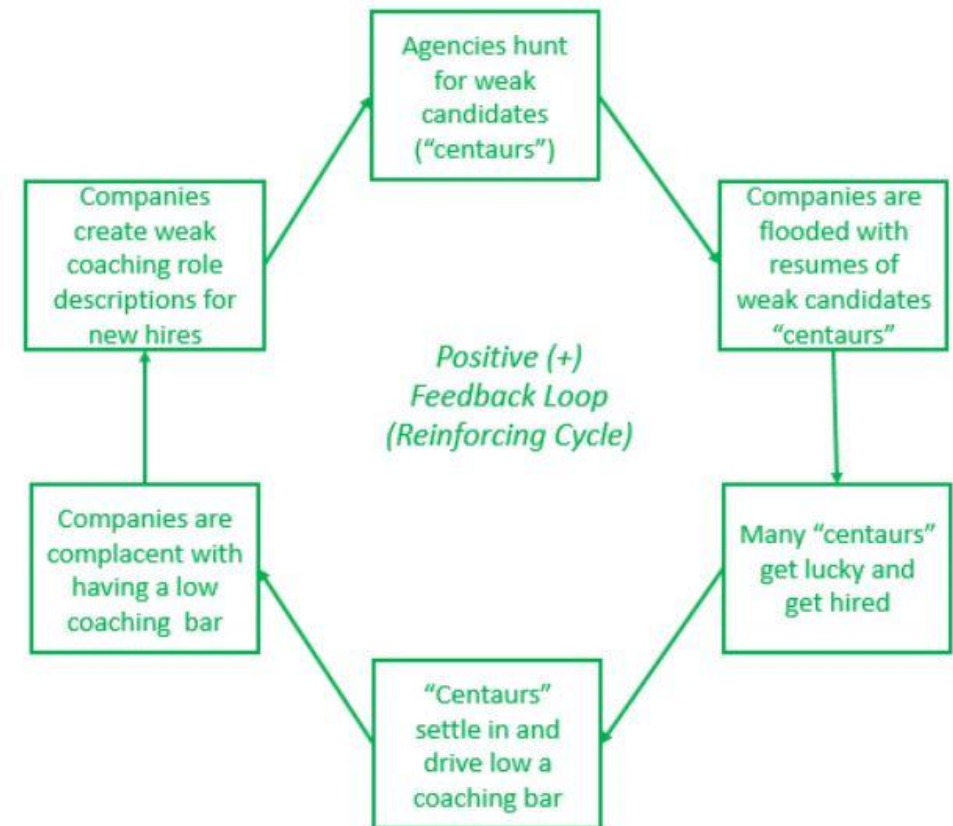 Agencies hunt
for weak
candidates
(“centaurs”)
Companies are
flooded with
resumes of
weak candidates
“centaurs”
Many “centaurs”
get lucky and
get hired
“Centaurs”
settle in and
drive low a
coaching bar
Companies are
complacent with
having a low
coaching bar
Companies
create weak
coaching role
descriptions for
new hires
Positive (+)
Feedback Loop
(Reinforcing Cycle)